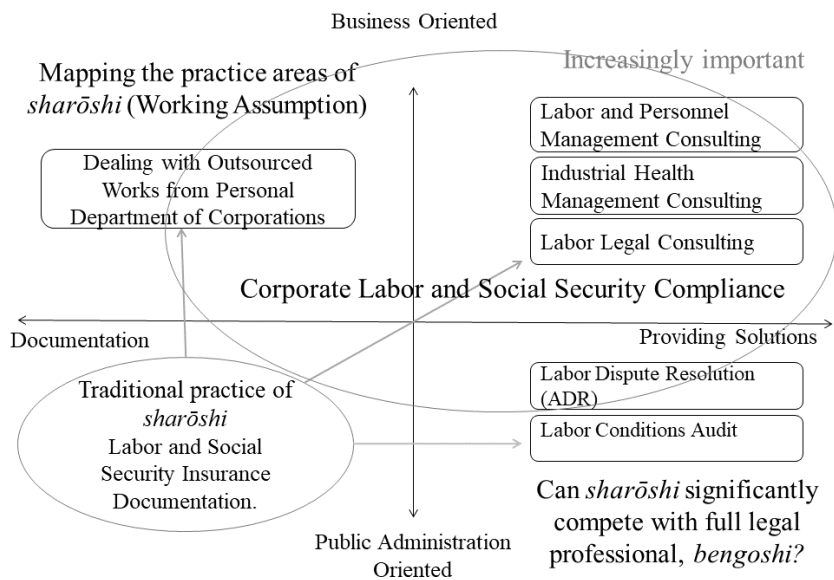 Business Oriented
Increasingly important
Mapping the practice areas of
sharōshi (Working Assumption)
Dealing with Outsourced
Works from Personal
Department of Corporations
Labor and Personnel
Management Consulting
Industrial Health
Management Consulting
Labor Legal Consulting
Corporate Labor and Social Security Compliance
Documentation
Providing Solutions
Traditional practice of
sharōshi
Labor and Social
Security Insurance
Documentation.
Labor Dispute Resolution
(ADR)
Labor Conditions Audit
Can sharōshi significantly
compete with full legal
professional, bengoshi?
Public Administration
Oriented